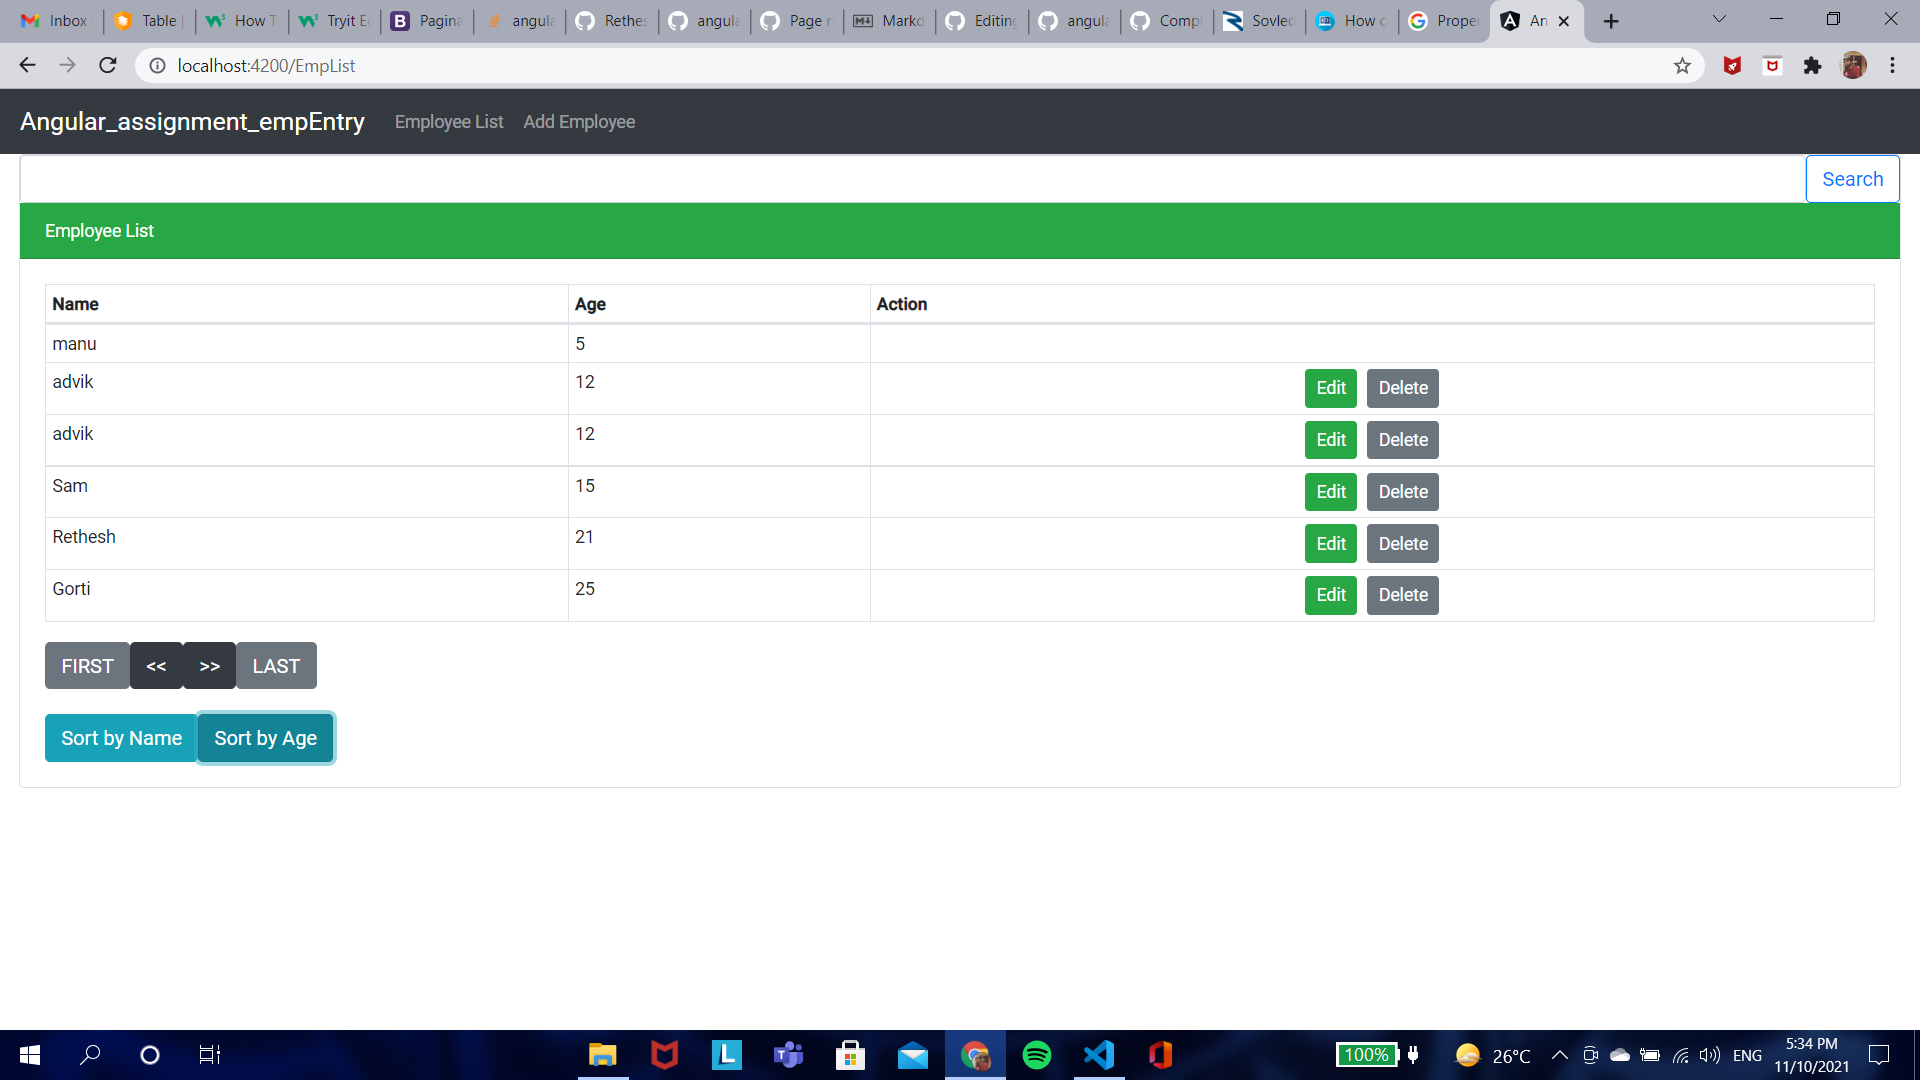 Inbox Table How T Tryit E Pagina angula Rethes angula Page n Markd Editing angula Compl Sovled How c Proper An
localhost:4200/EmpList
Angular_assignment_empEntry Employee List Add Employee
Search
Employee List
Name Age Action
manu 5
advik 12 Edit Delete
advik 12 Edit Delete
Sam 15 Edit Delete
Rethesh 21 Edit Delete
Gorti 25 Edit Delete
FIRST << >> LAST
Sort by Name Sort by Age
100% 26°C ENG 5:34 PM
11/10/2021